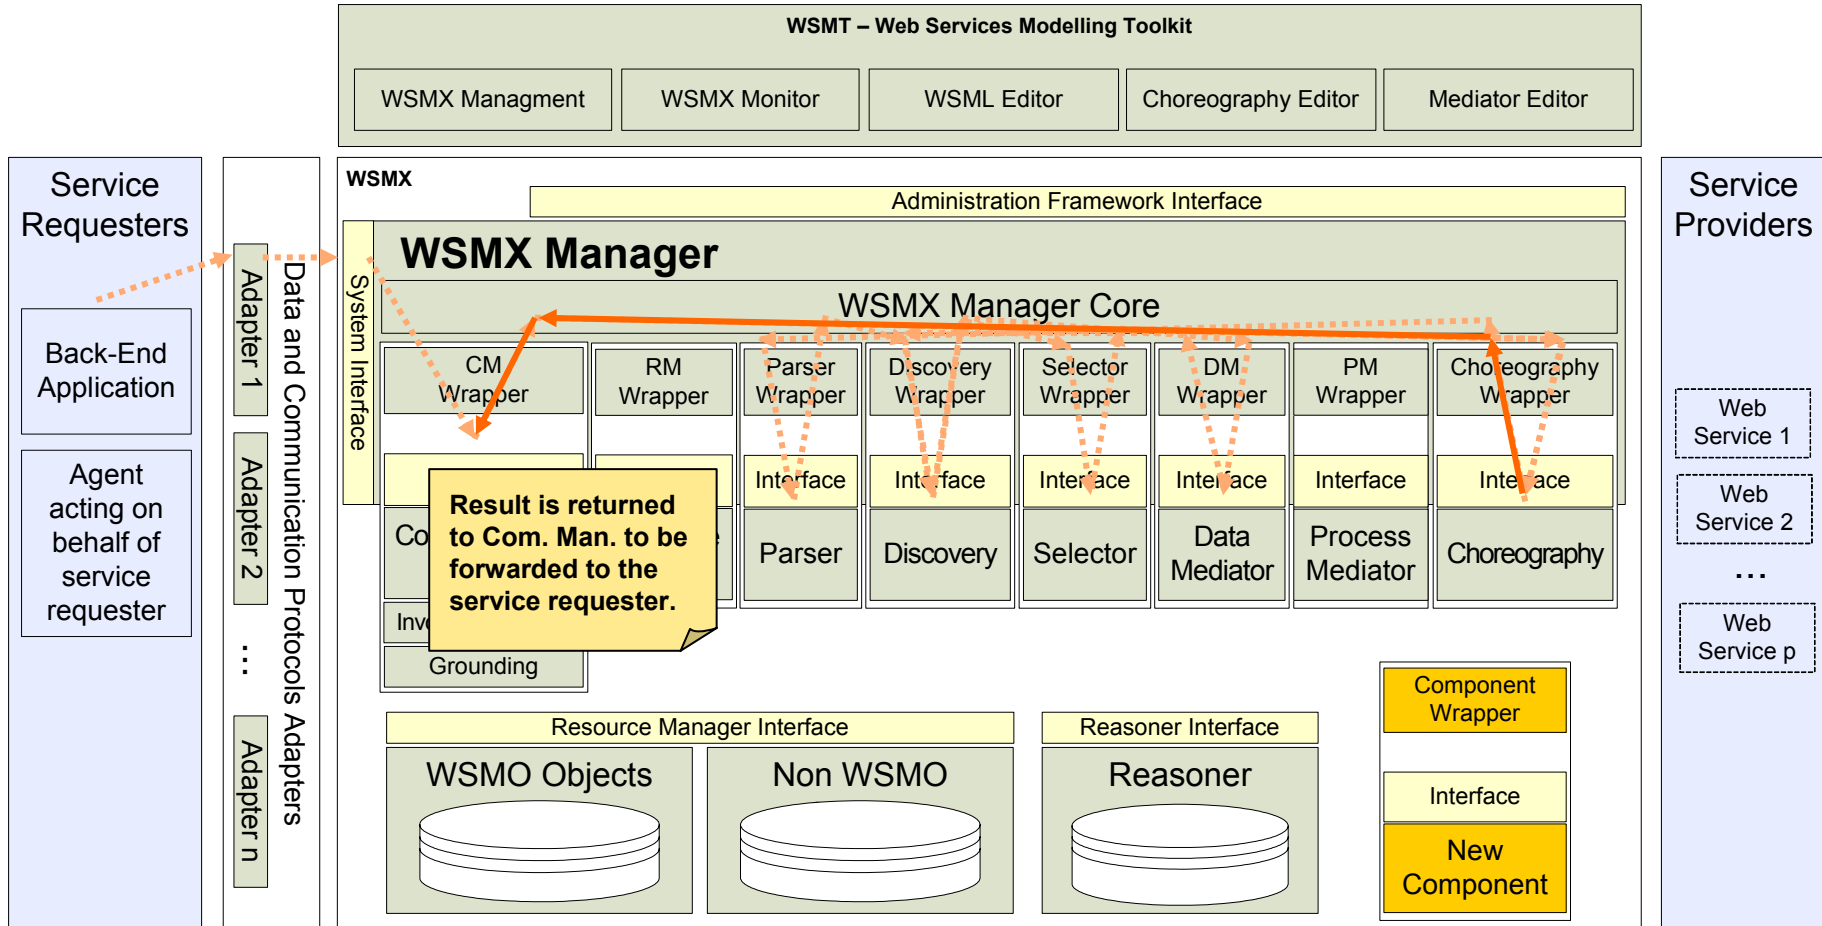 WSMT – Web Services Modelling Toolkit
WSMX Managment
WSMX Monitor
WSML Editor
Choreography Editor
Mediator Editor
Service
Requesters
Back-End
Application
Agent
acting on
behalf of
service
requester
Adapter 1
Adapter 2
...
Adapter n
Data and Communication Protocols Adapters
WSMX
Administration Framework Interface
System Interface
WSMX Manager
WSMX Manager Core
CM
Wrapper
RM
Wrapper
Parser
Wrapper
Discovery
Wrapper
Selector
Wrapper
DM
Wrapper
PM
Wrapper
Choreography
Wrapper
Interface
Interface
Interface
Interface
Interface
Interface
Parser
Discovery
Selector
Data
Mediator
Process
Mediator
Choreography
Result is returned
to Com. Man. to be
forwarded to the
service requester.
Grounding
Resource Manager Interface
WSMO Objects
Non WSMO
Reasoner Interface
Reasoner
Component
Wrapper
Interface
New
Component
Service
Providers
Web
Service 1
Web
Service 2
...
Web
Service p